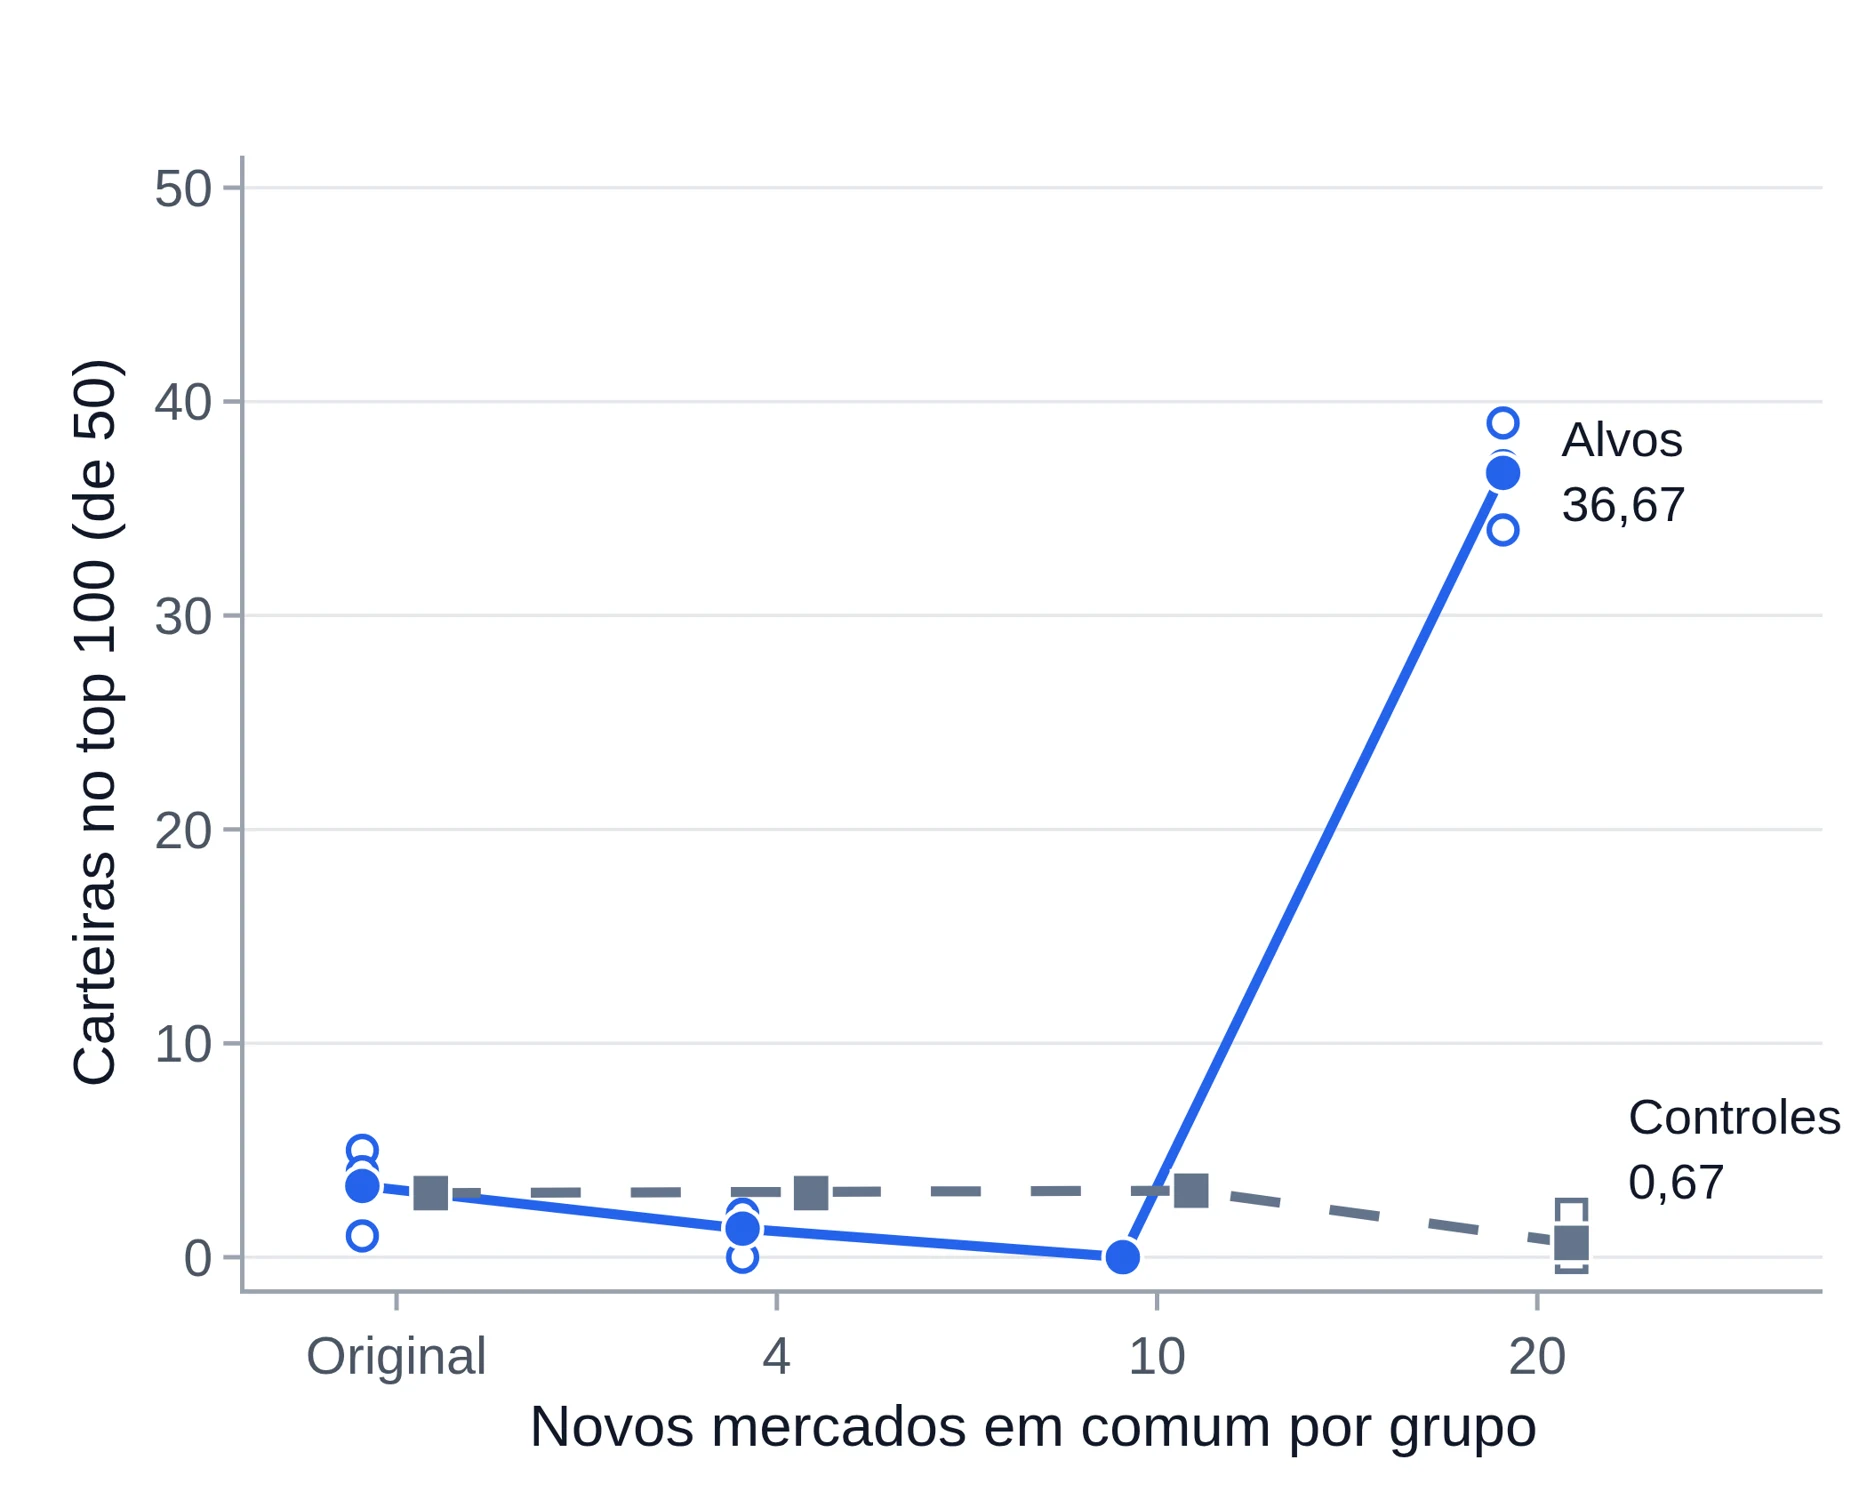 50
40
30
20
10
0
Carteiras no top 100 (de 50)
Alvos
36,67
Controles
0,67
Original
4
10
20
Novos mercados em comum por grupo